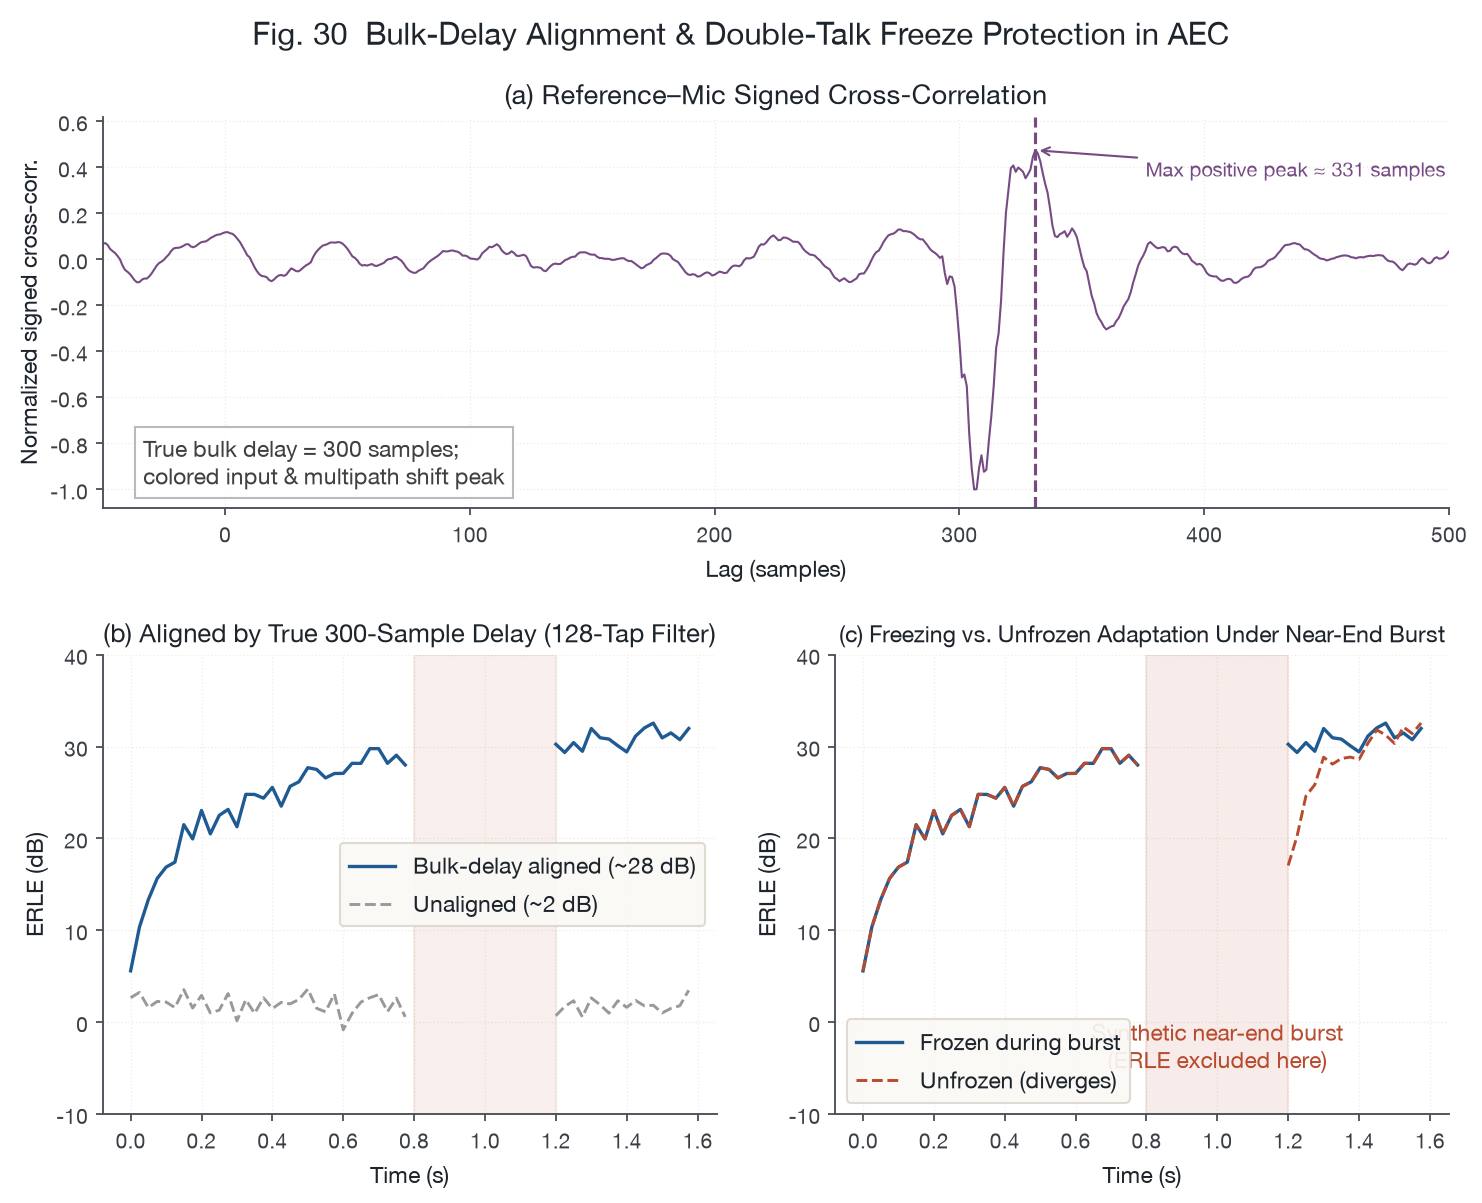 Fig. 30  Bulk-Delay Alignment & Double-Talk Freeze Protection in AEC
(a) Reference–Mic Signed Cross-Correlation
Normalized signed cross-corr.
0.6
0.4
0.2
0.0
-0.2
-0.4
-0.6
-0.8
-1.0
Max positive peak ≈ 331 samples
True bulk delay = 300 samples;
colored input & multipath shift peak
0
100
200
300
400
500
Lag (samples)
(b) Aligned by True 300-Sample Delay (128-Tap Filter)
ERLE (dB)
40
30
20
10
0
-10
Bulk-delay aligned (~28 dB)
Unaligned (~2 dB)
0.0
0.2
0.4
0.6
0.8
1.0
1.2
1.4
1.6
Time (s)
(c) Freezing vs. Unfrozen Adaptation Under Near-End Burst
ERLE (dB)
40
30
20
10
0
-10
Synthetic near-end burst
(ERLE excluded here)
Frozen during burst
Unfrozen (diverges)
0.0
0.2
0.4
0.6
0.8
1.0
1.2
1.4
1.6
Time (s)